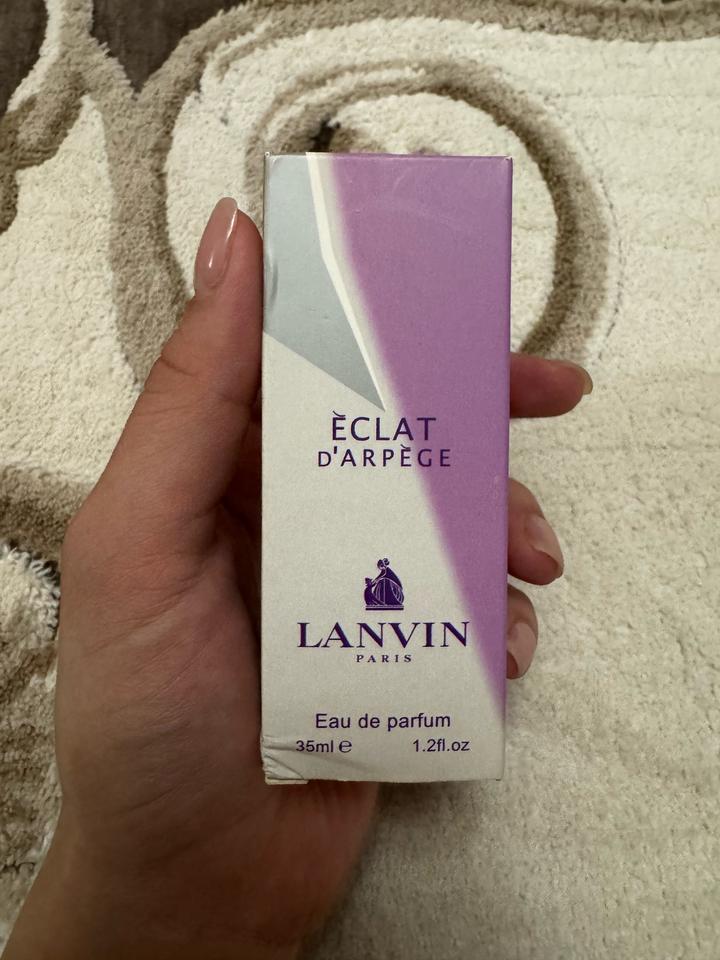 ÈCLAT
D'ARPÈGE
LANVIN
PARIS
Eau de parfum
35ml ℮ 1.2fl.oz